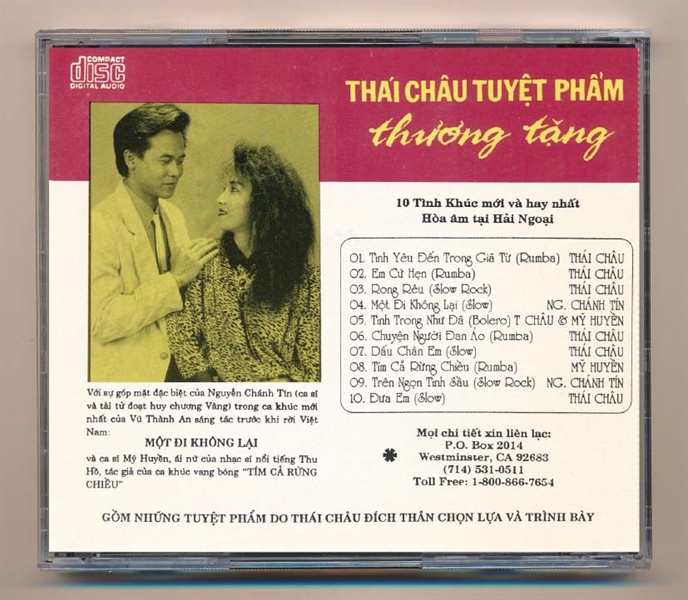 COMPACT
disc
DIGITAL AUDIO
THÁI CHÂU TUYỆT PHẨM
thương tặng
10 Tình Khúc mới và hay nhất
Hòa âm tại Hải Ngoại
01. Tình Yêu Đến Trong Giã Từ (Rumba) THÁI CHÂU
02. Em Cứ Hẹn (Rumba) THÁI CHÂU
03. Rong Rêu (Slow Rock) THÁI CHÂU
04. Một Đi Không Lại (Slow) NG. CHÁNH TÍN
05. Tình Trong Như Đã (Bolero) T CHÂU & MỸ HUYỀN
06. Chuyện Người Đan Áo (Rumba) THÁI CHÂU
07. Dấu Chân Em (Slow) THÁI CHÂU
08. Tím Cả Rừng Chiều (Rumba) MỸ HUYỀN
09. Trên Ngọn Tình Sầu (Slow Rock) NG. CHÁNH TÍN
10. Đưa Em (Slow) THÁI CHÂU
Với sự góp mặt đặc biệt của Nguyễn Chánh Tín (ca sĩ
và tài tử đoạt huy chương Vàng) trong ca khúc mới
nhất của Vũ Thành An sáng tác trước khi rời Việt
Nam:
MỘT ĐI KHÔNG LẠI
và ca sĩ Mỹ Huyền, ái nữ của nhạc sĩ nổi tiếng Thu
Hồ, tác giả của ca khúc vang bóng "TÍM CẢ RỪNG
CHIỀU"
Mọi chi tiết xin liên lạc:
P.O. Box 2014
Westminster, CA 92683
(714) 531-0511
Toll Free: 1-800-866-7654
GỒM NHỮNG TUYỆT PHẨM DO THÁI CHÂU ĐÍCH THÂN CHỌN LỰA VÀ TRÌNH BÀY